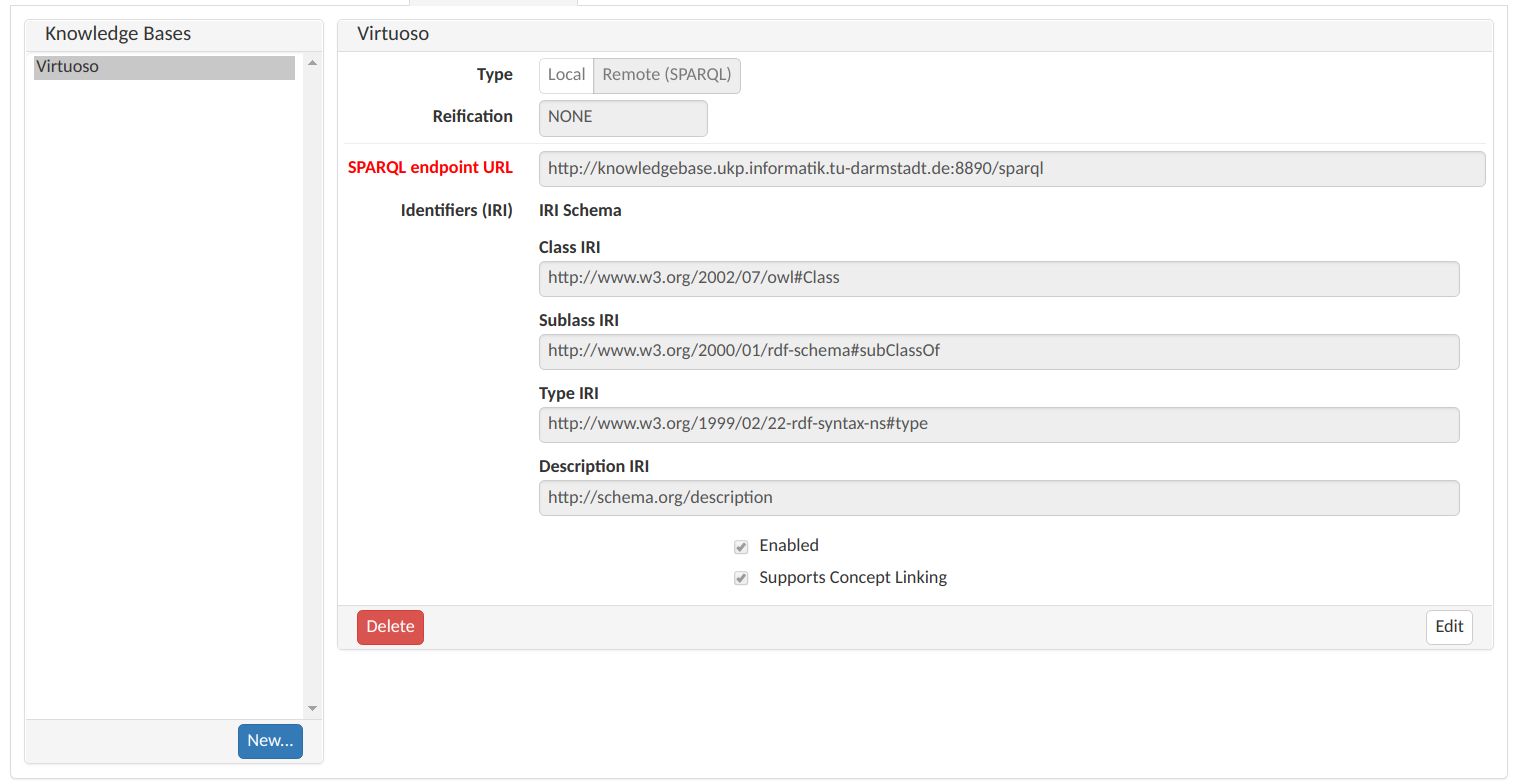 Knowledge Bases
Virtuoso
New...
Virtuoso
Type Local Remote (SPARQL)
Reification NONE
SPARQL endpoint URL http://knowledgebase.ukp.informatik.tu-darmstadt.de:8890/sparql
Identifiers (IRI) IRI Schema
Class IRI
http://www.w3.org/2002/07/owl#Class
Sublass IRI
http://www.w3.org/2000/01/rdf-schema#subClassOf
Type IRI
http://www.w3.org/1999/02/22-rdf-syntax-ns#type
Description IRI
http://schema.org/description
Enabled
Supports Concept Linking
Delete Edit